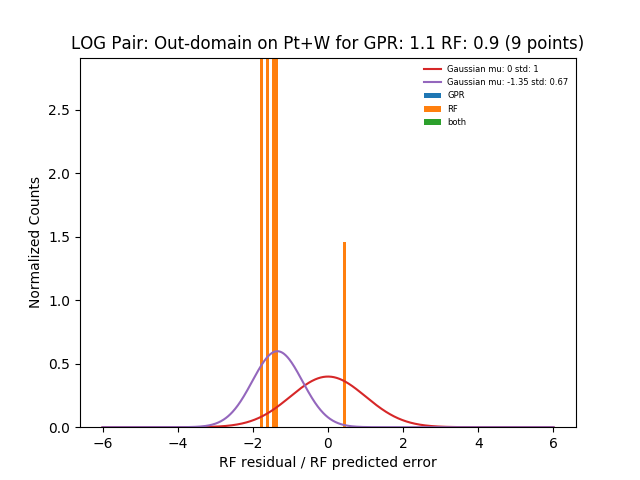 LOG Pair: Out-domain on Pt+W for GPR: 1.1 RF: 0.9 (9 points)
Gaussian mu: 0 std: 1
Gaussian mu: -1.35 std: 0.67
GPR
RF
both
Normalized Counts
2.5
2.0
1.5
1.0
0.5
0.0
−6 −4 −2 0 2 4 6
RF residual / RF predicted error